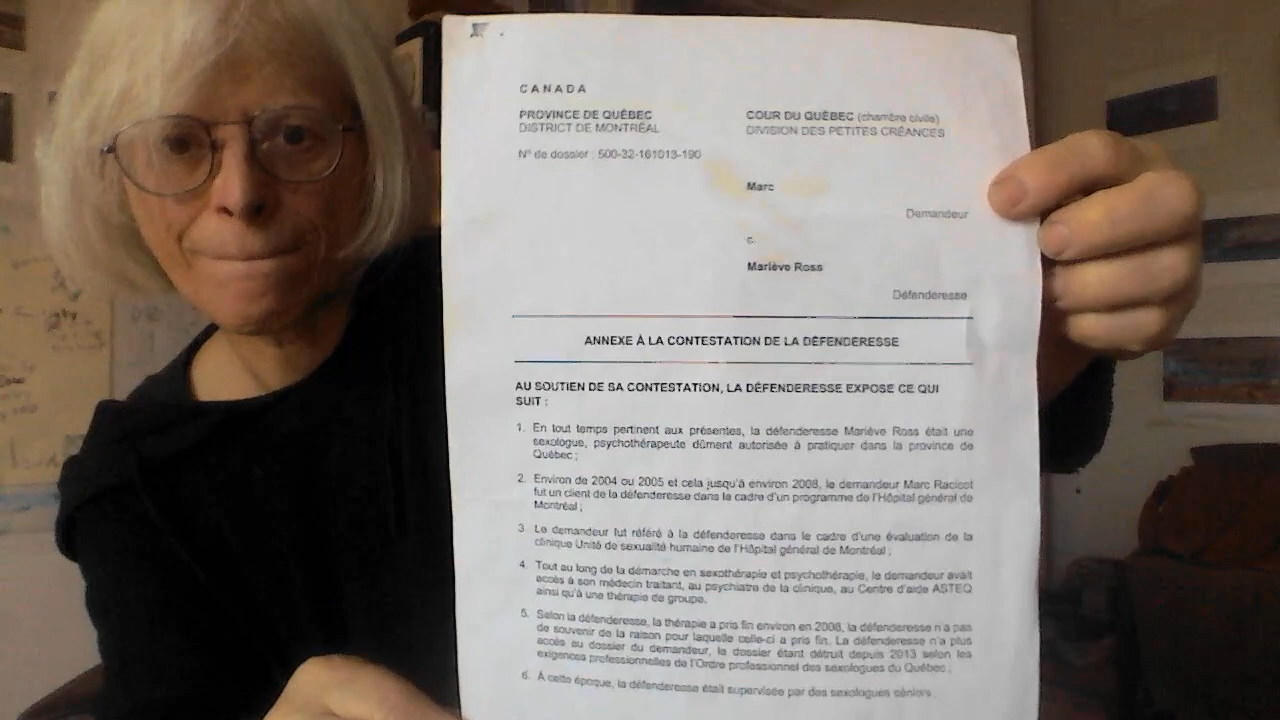 CANADA
PROVINCE DE QUÉBEC
DISTRICT DE MONTRÉAL
COUR DU QUÉBEC (chambre civile)
DIVISION DES PETITES CRÉANCES
N° de dossier : 500-32-161013-190
Marc
Demandeur
c.
Mariève Ross
Défenderesse
ANNEXE À LA CONTESTATION DE LA DÉFENDERESSE
AU SOUTIEN DE SA CONTESTATION, LA DÉFENDERESSE EXPOSE CE QUI
SUIT :
1. En tout temps pertinent aux présentes, la défenderesse Mariève Ross était une
sexologue, psychothérapeute dûment autorisée à pratiquer dans la province de
Québec ;
2. Environ de 2004 ou 2005 et cela jusqu'à environ 2008, le demandeur Marc Racicot
fut un client de la défenderesse dans le cadre d'un programme de l'Hôpital général de
Montréal ;
3. Le demandeur fut référé à la défenderesse dans le cadre d'une évaluation de la
clinique Unité de sexualité humaine de l'Hôpital général de Montréal ;
4. Tout au long de la démarche en sexothérapie et psychothérapie, le demandeur avait
accès à son médecin traitant, au psychiatre de la clinique, au Centre d'aide ASTEQ
ainsi qu'à une thérapie de groupe.
5. Selon la défenderesse, la thérapie a pris fin environ en 2008, la défenderesse n'a pas
de souvenir de la raison pour laquelle celle-ci a pris fin. La défenderesse n'a plus
accès au dossier du demandeur, le dossier étant détruit depuis 2013 selon les
exigences professionnelles de l'Ordre professionnel des sexologues du Québec.
6. À cette époque, la défenderesse était supervisée par des sexologues séniors.